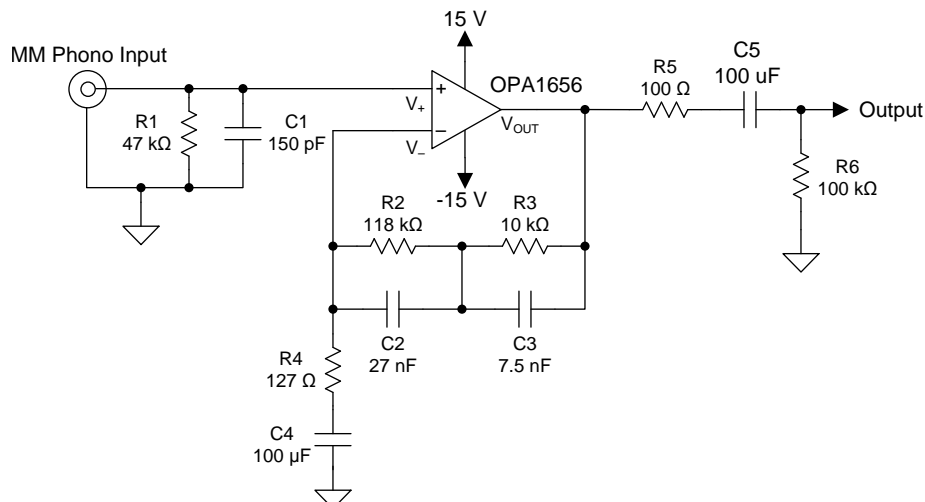 15 V
MM Phono Input
OPA1656
C5
100 uF
R5
100 Ω
+
V+
–
V–
VOUT
Output
R1
47 kΩ
C1
150 pF
R6
100 kΩ
-15 V
R2
118 kΩ
R3
10 kΩ
C2
27 nF
C3
7.5 nF
R4
127 Ω
C4
100 µF